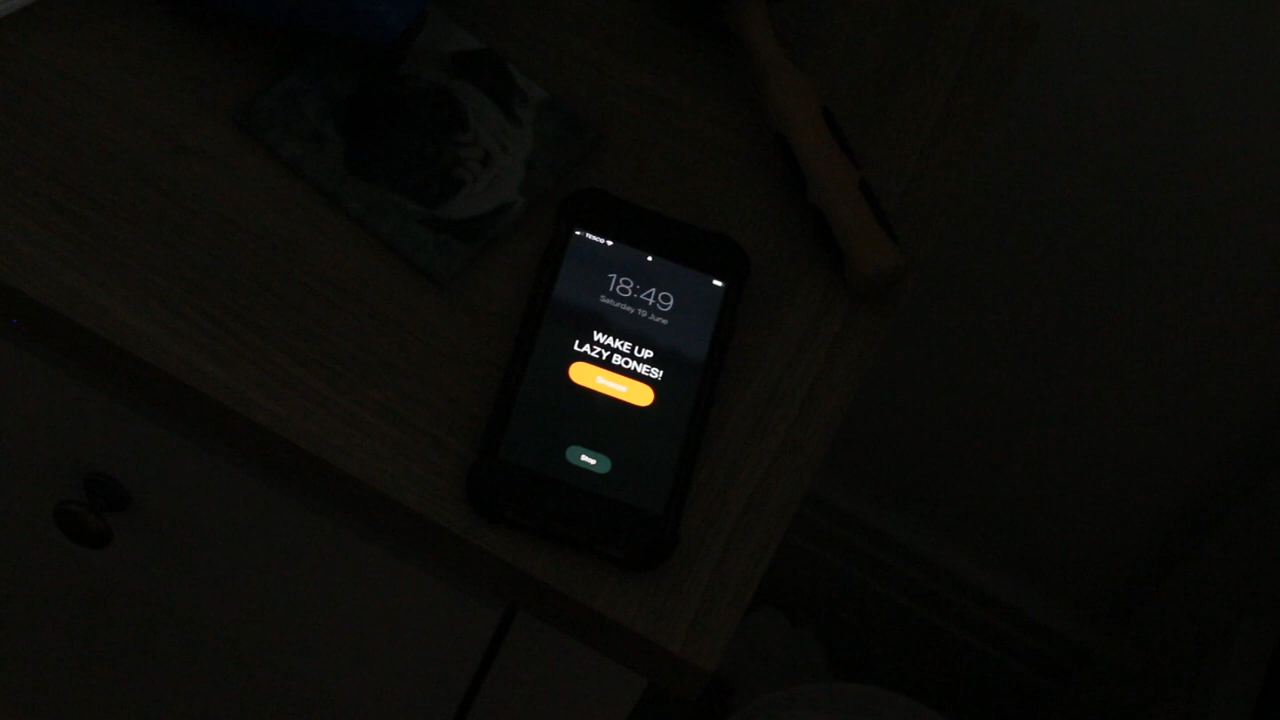 TESCO
18:49
Saturday 19 June
WAKE UP
LAZY BONES!
Snooze
Stop